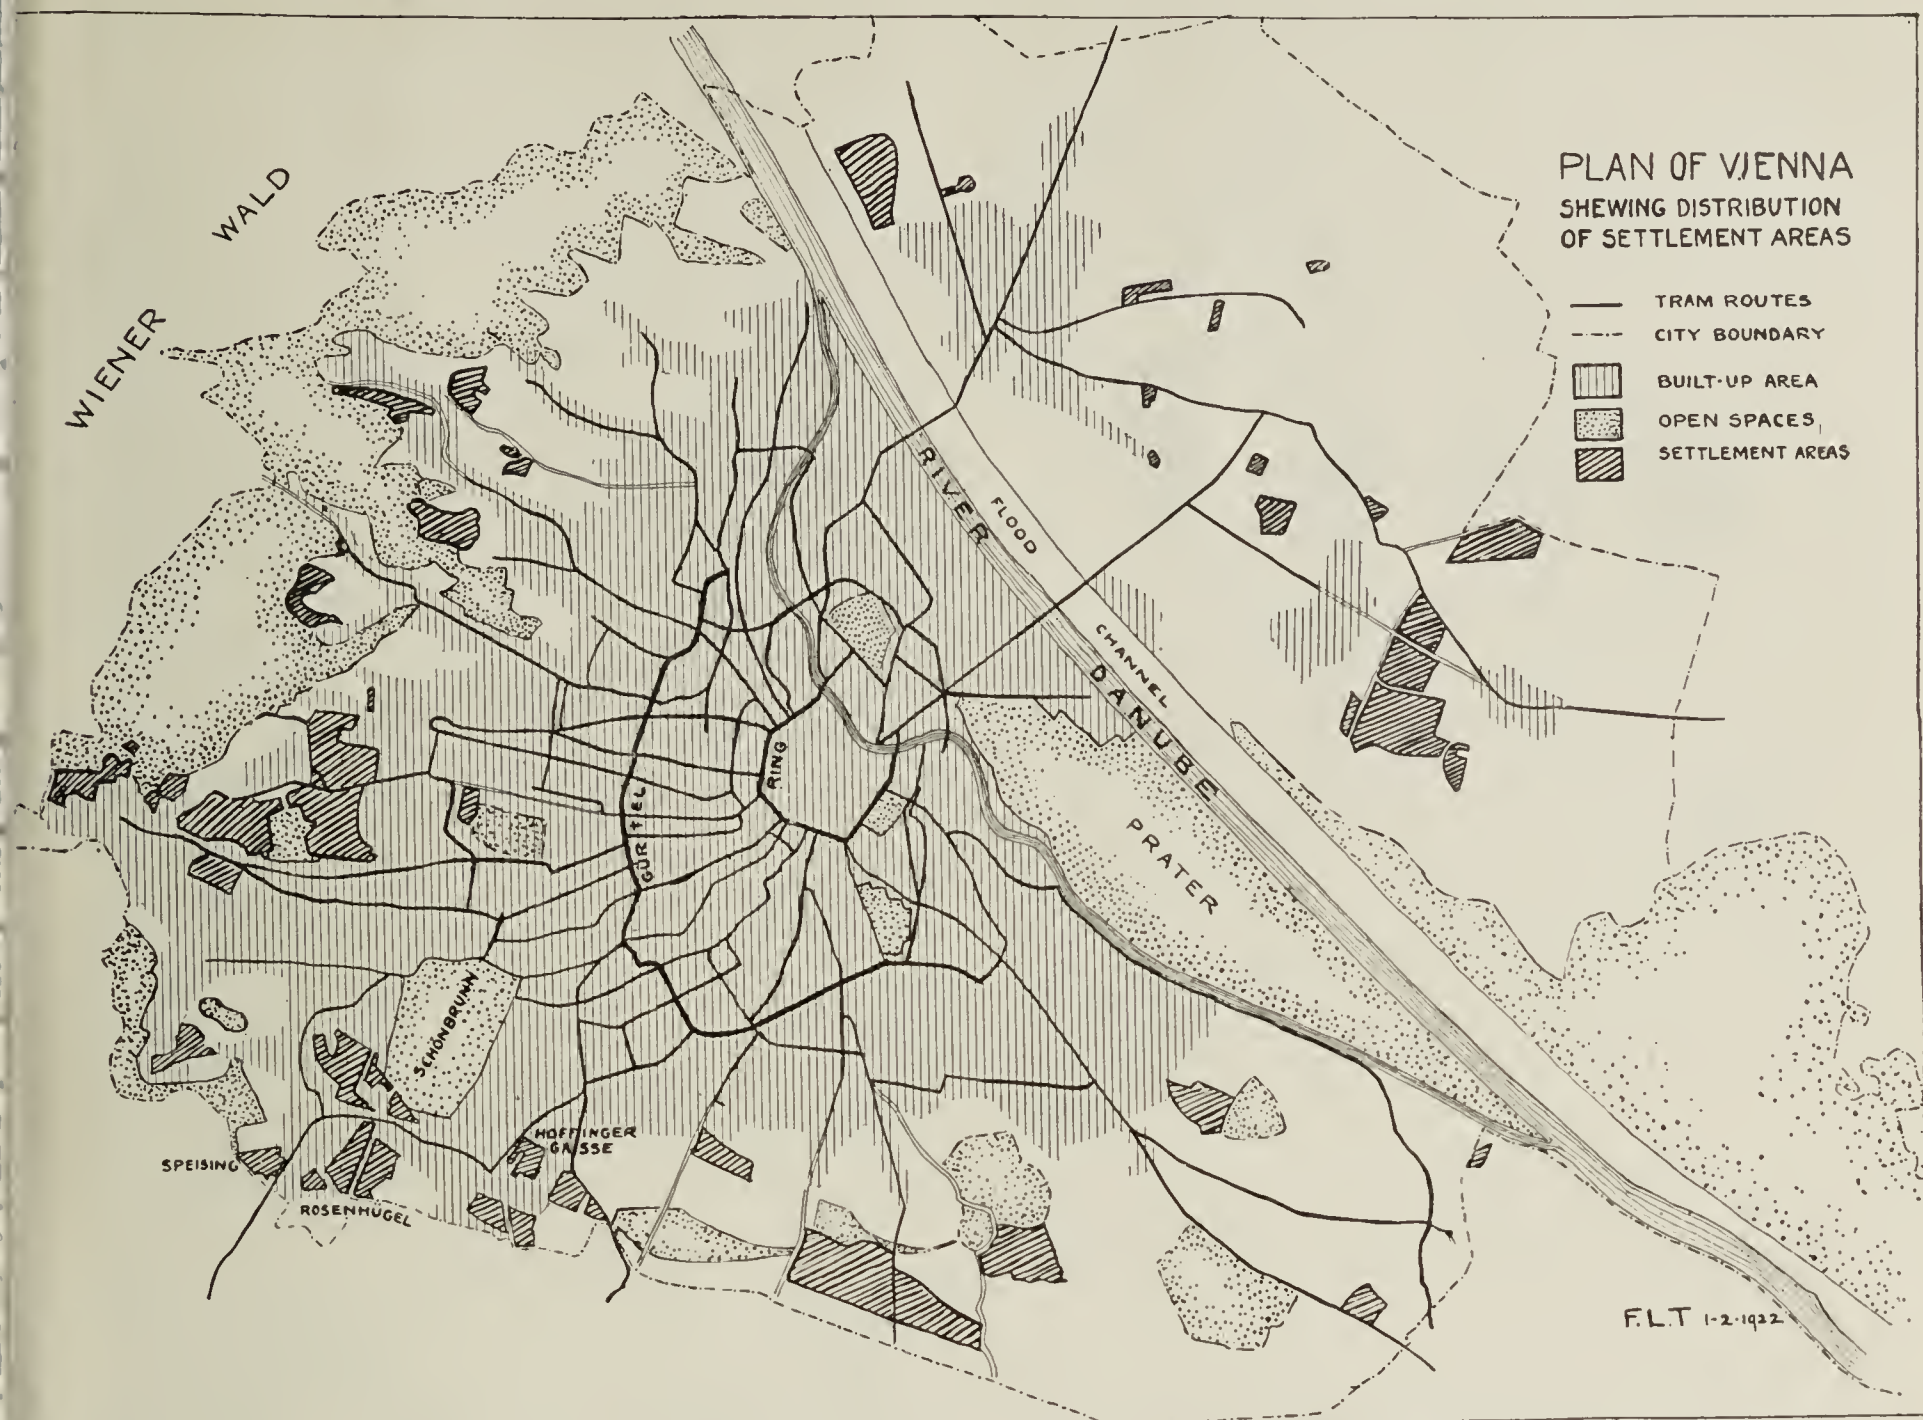 PLAN OF VIENNA
SHEWING DISTRIBUTION
OF SETTLEMENT AREAS
TRAM ROUTES
CITY BOUNDARY
BUILT-UP AREA
OPEN SPACES
SETTLEMENT AREAS
WIENER WALD
RIVER DANUBE
FLOOD CHANNEL
PRATER
RING
GÜRTEL
SCHÖNBRUNN
HOFFINGER
GASSE
SPEISING
ROSENHÜGEL
F.L.T 1-2-1922